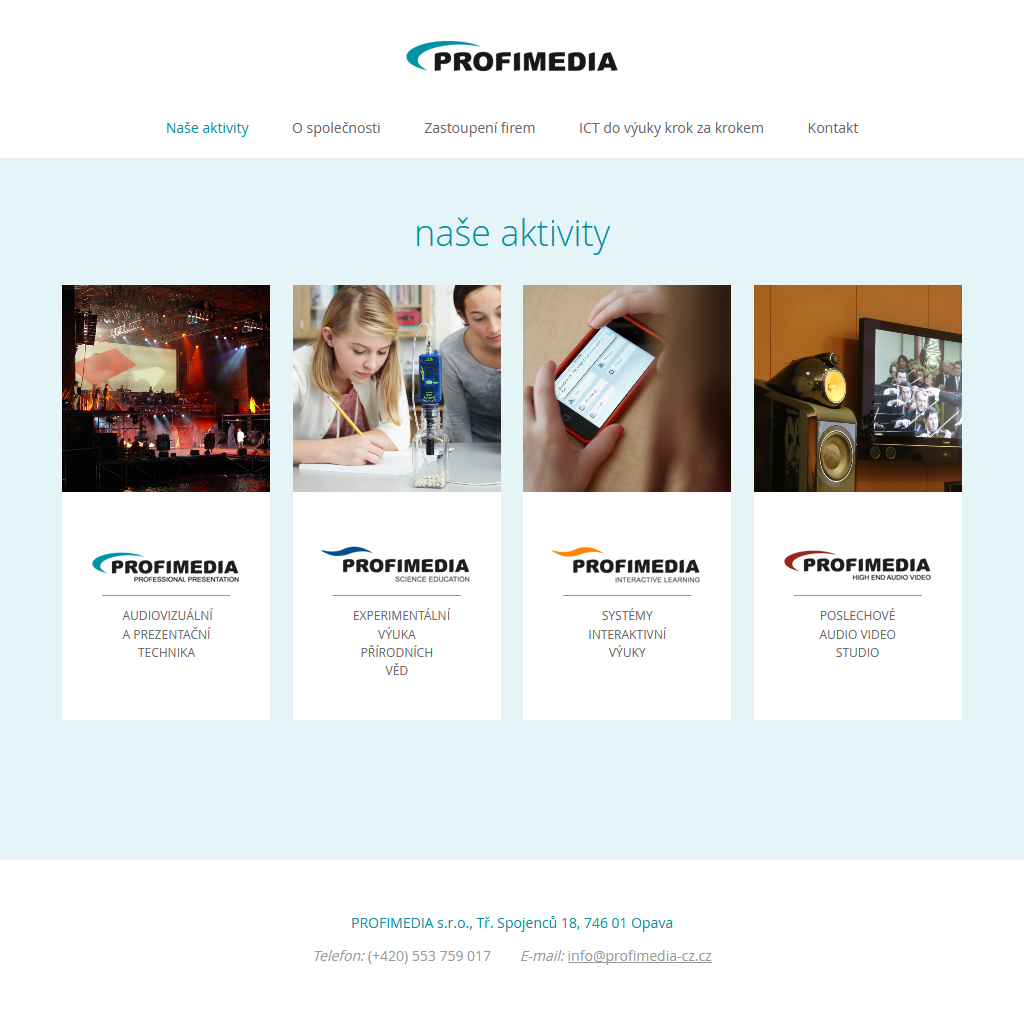 PROFIMEDIA
Naše aktivity O společnosti Zastoupení firem ICT do výuky krok za krokem Kontakt
naše aktivity
PROFIMEDIA
PROFESSIONAL PRESENTATION
AUDIOVIZUÁLNÍ
A PREZENTAČNÍ
TECHNIKA
PROFIMEDIA
SCIENCE EDUCATION
EXPERIMENTÁLNÍ
VÝUKA
PŘÍRODNÍCH
VĚD
PROFIMEDIA
INTERACTIVE LEARNING
SYSTÉMY
INTERAKTIVNÍ
VÝUKY
PROFIMEDIA
HIGH END AUDIO VIDEO
POSLECHOVÉ
AUDIO VIDEO
STUDIO
PROFIMEDIA s.r.o., Tř. Spojenců 18, 746 01 Opava
Telefon: (+420) 553 759 017 E-mail: info@profimedia-cz.cz